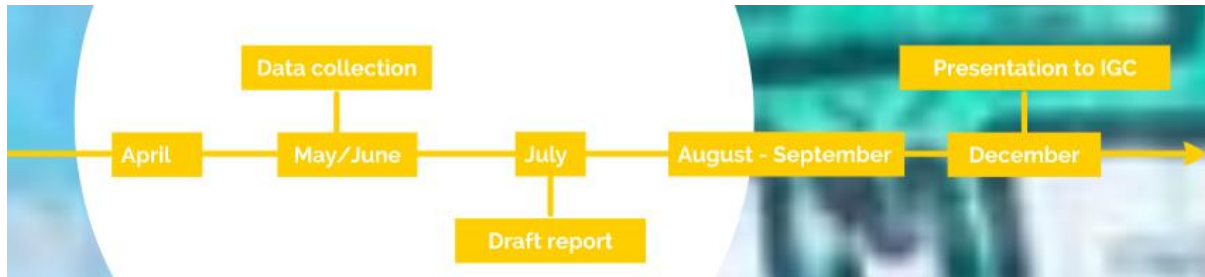 Data collection
Presentation to IGC
April
May/June
July
August - September
December
Draft report